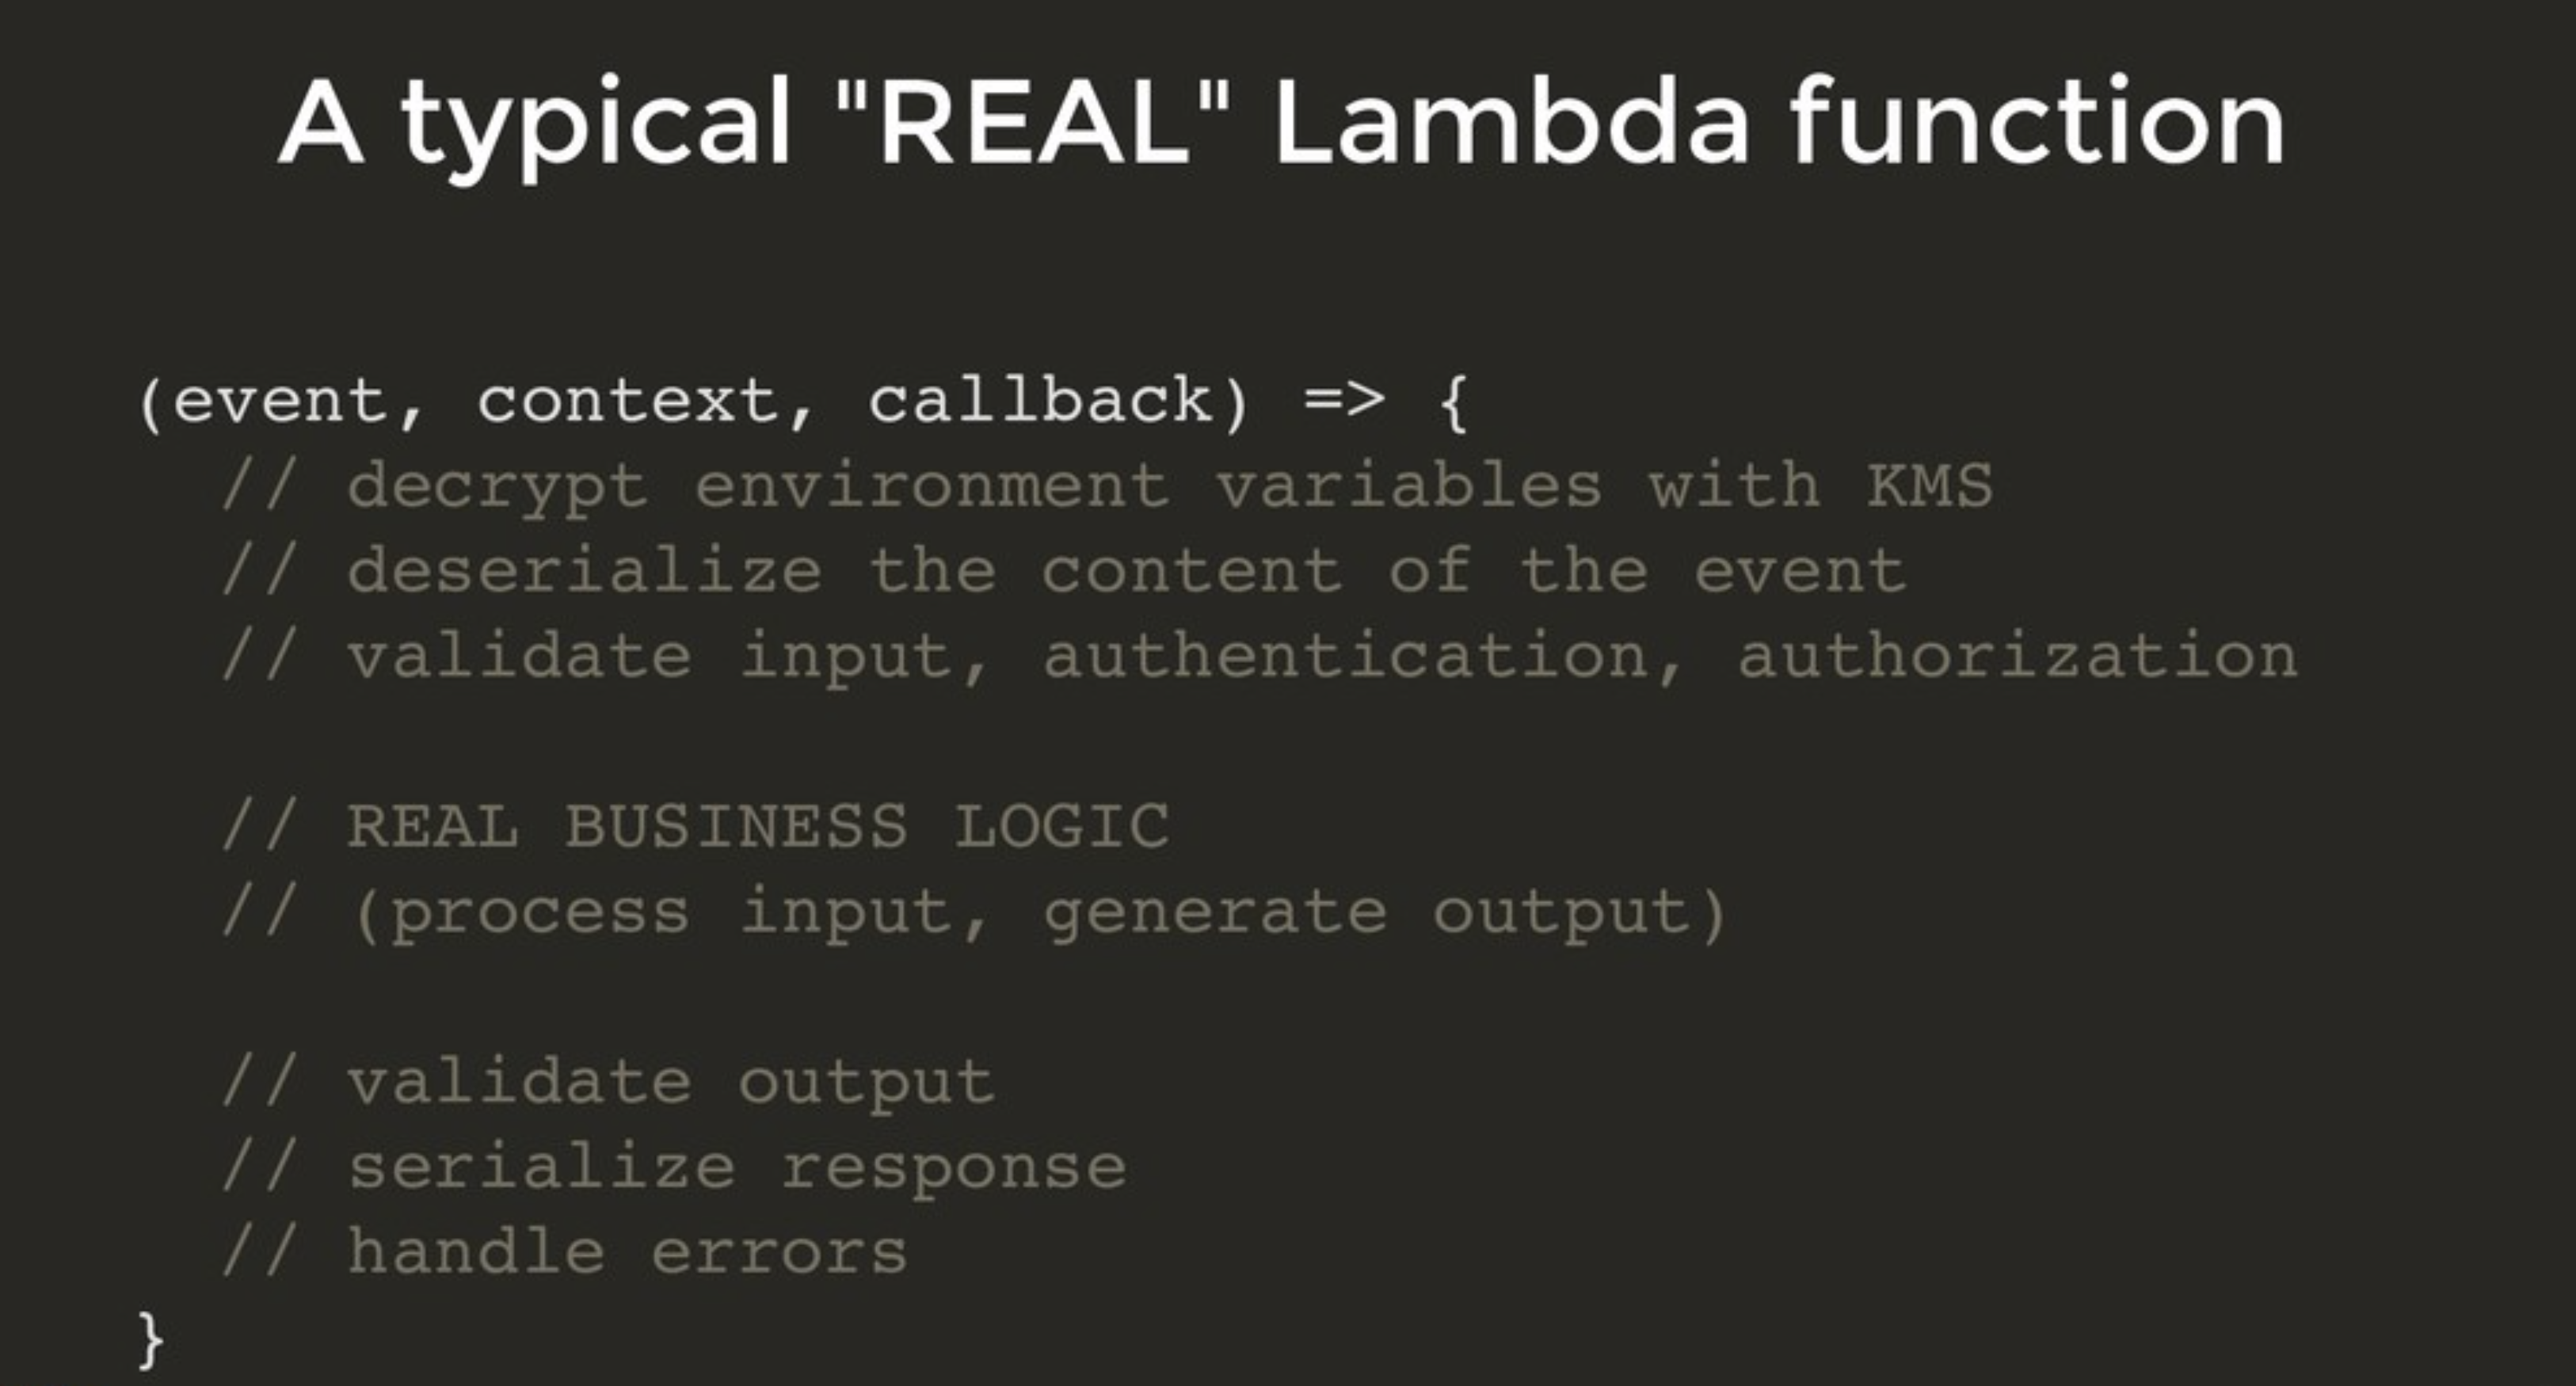 A typical "REAL" Lambda function
(event, context, callback) => {
// decrypt environment variables with KMS
// deserialize the content of the event
// validate input, authentication, authorization
// REAL BUSINESS LOGIC
// (process input, generate output)
// validate output
// serialize response
// handle errors
}